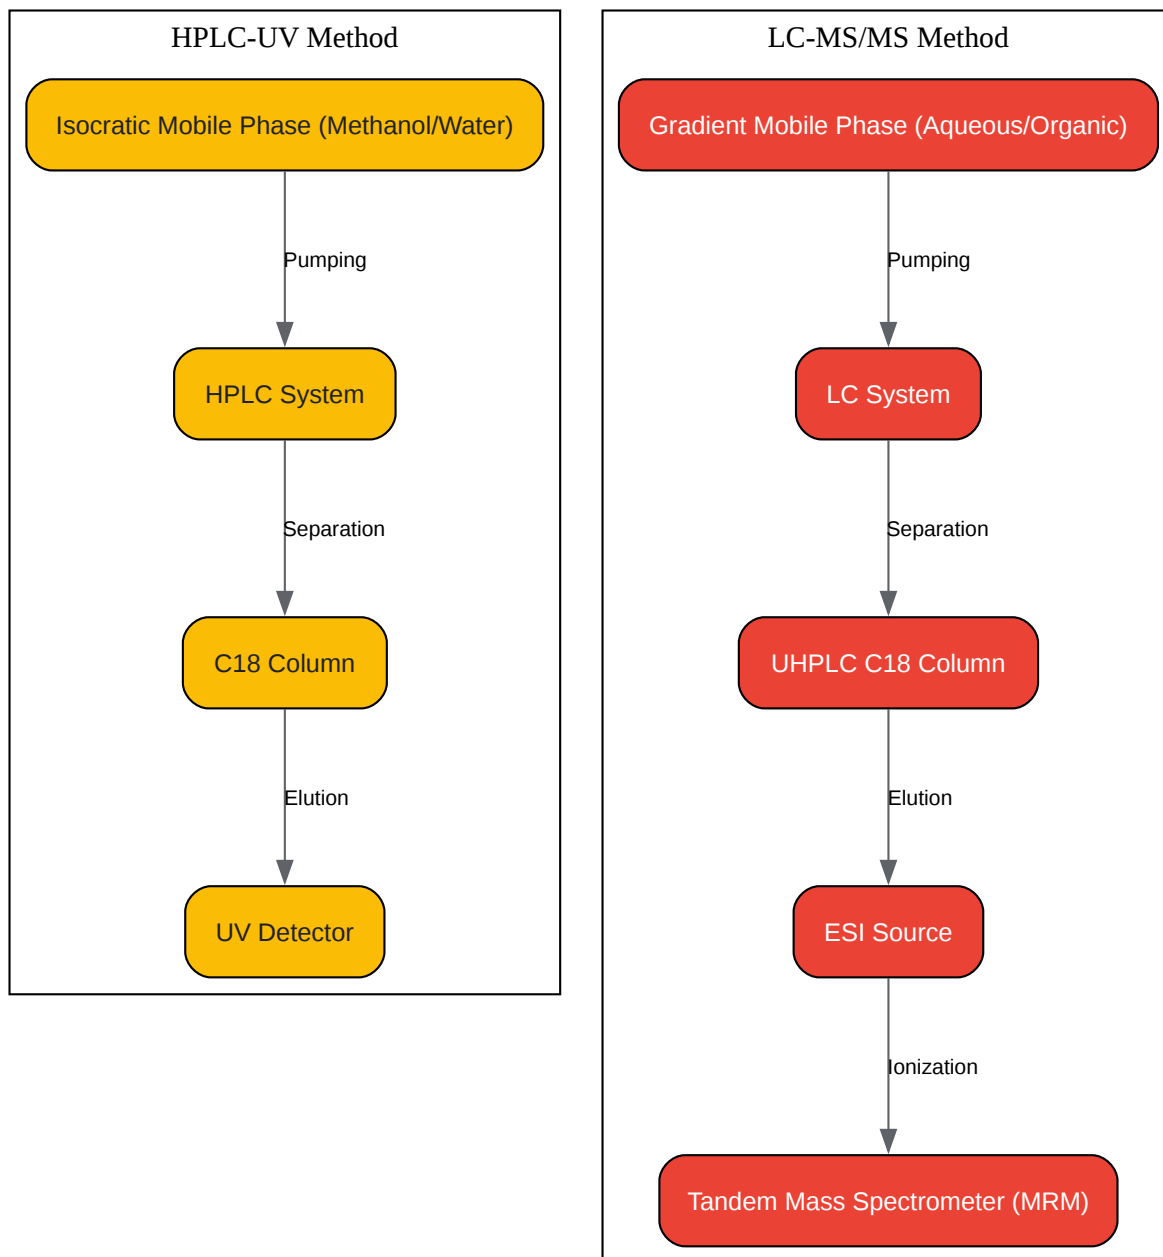 HPLC-UV Method
Isocratic Mobile Phase (Methanol/Water)
Pumping
HPLC System
Separation
C18 Column
Elution
UV Detector
LC-MS/MS Method
Gradient Mobile Phase (Aqueous/Organic)
Pumping
LC System
Separation
UHPLC C18 Column
Elution
ESI Source
Ionization
Tandem Mass Spectrometer (MRM)